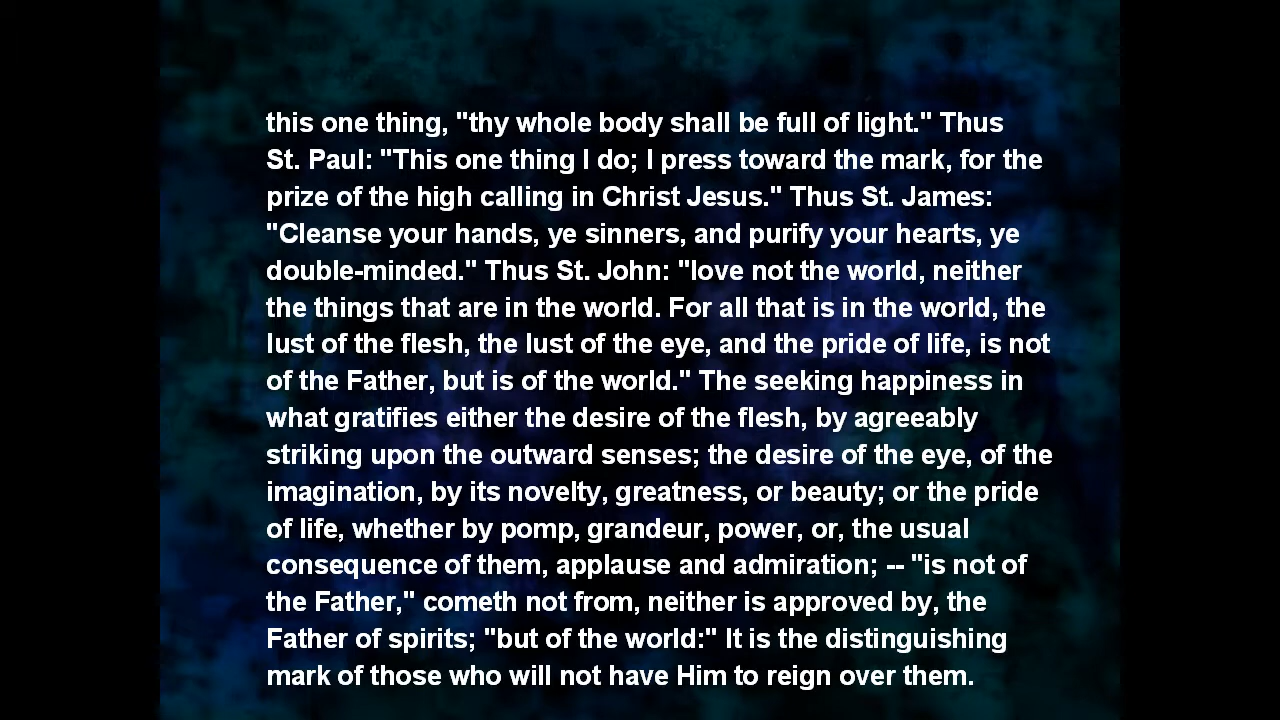 this one thing, "thy whole body shall be full of light." Thus
St. Paul: "This one thing I do; I press toward the mark, for the
prize of the high calling in Christ Jesus." Thus St. James:
"Cleanse your hands, ye sinners, and purify your hearts, ye
double-minded." Thus St. John: "love not the world, neither
the things that are in the world. For all that is in the world, the
lust of the flesh, the lust of the eye, and the pride of life, is not
of the Father, but is of the world." The seeking happiness in
what gratifies either the desire of the flesh, by agreeably
striking upon the outward senses; the desire of the eye, of the
imagination, by its novelty, greatness, or beauty; or the pride
of life, whether by pomp, grandeur, power, or, the usual
consequence of them, applause and admiration; -- "is not of
the Father," cometh not from, neither is approved by, the
Father of spirits; "but of the world:" It is the distinguishing
mark of those who will not have Him to reign over them.